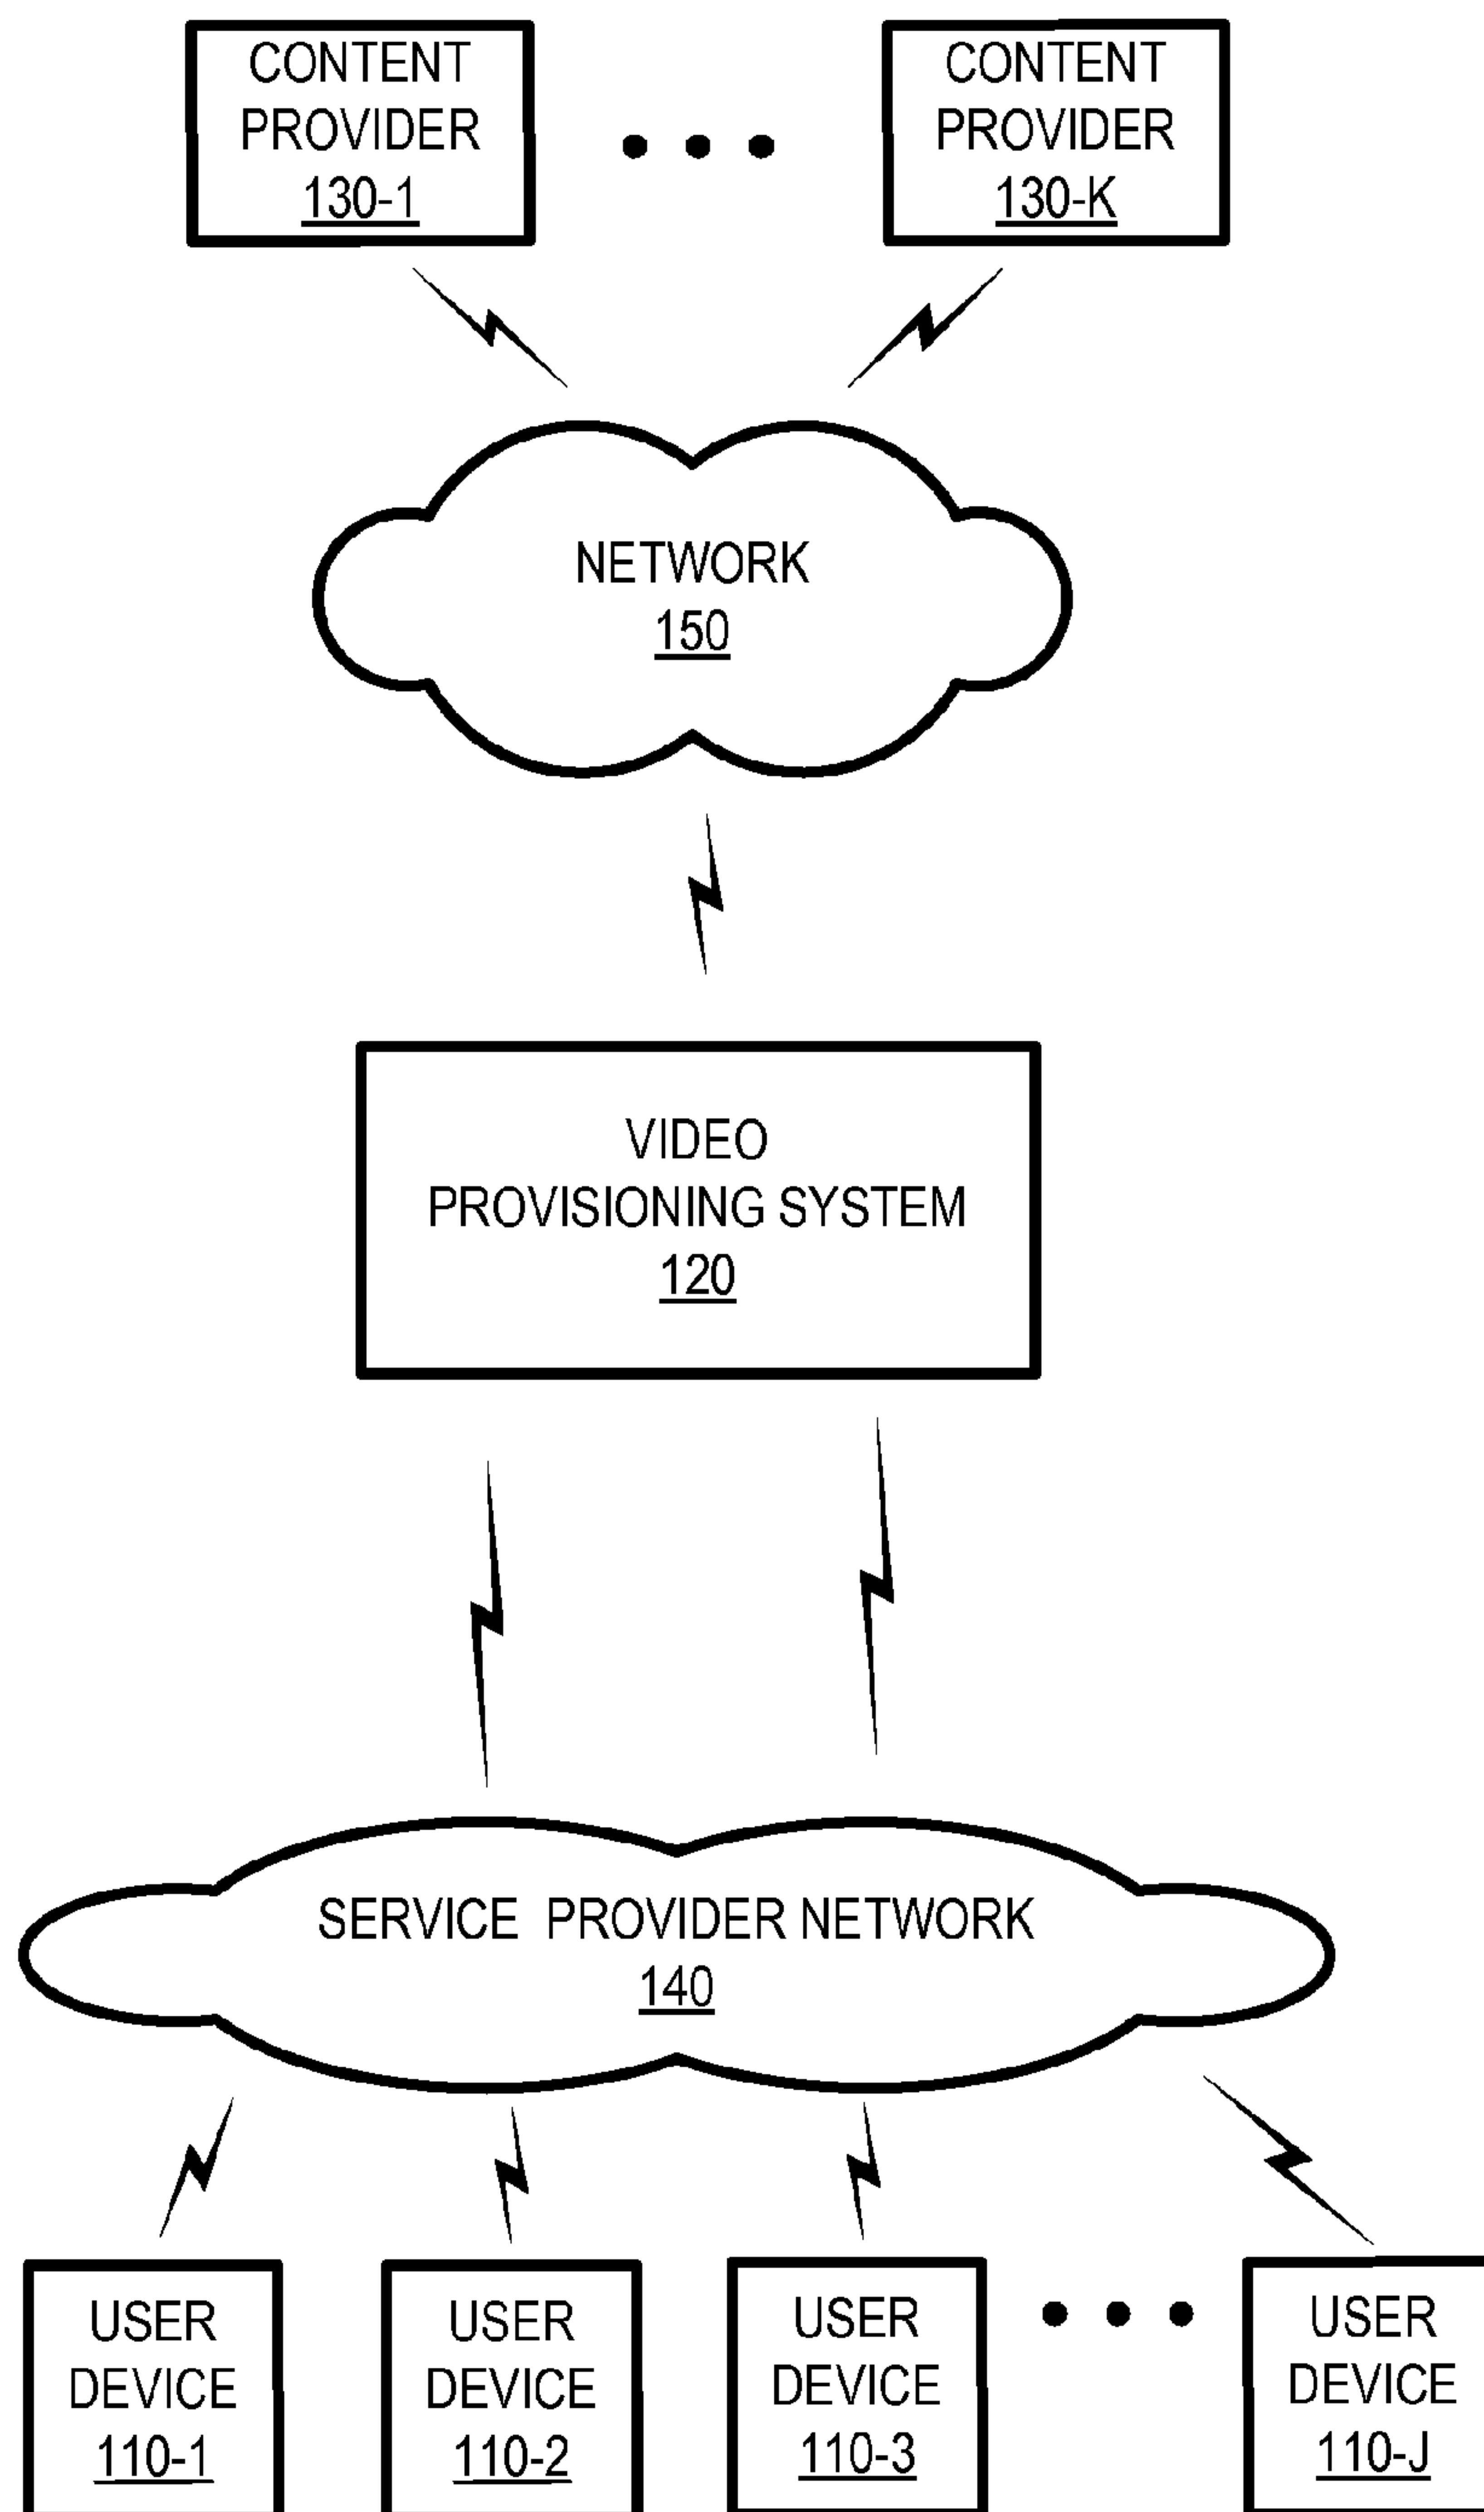 CONTENT
PROVIDER
130-1
CONTENT
PROVIDER
130-K
NETWORK
150
VIDEO
PROVISIONING SYSTEM
120
SERVICE PROVIDER NETWORK
140
USER
DEVICE
110-1
USER
DEVICE
110-2
USER
DEVICE
110-3
USER
DEVICE
110-J